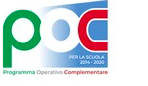 poc
PER LA SCUOLA
2014 - 2020
Programma Operativo Complementare